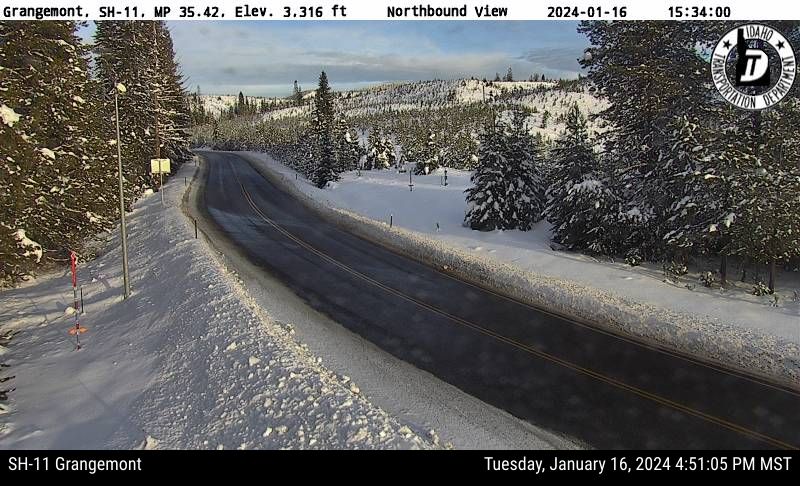 Grangemont, SH-11, MP 35.42, Elev. 3,316 ft Northbound View 2024-01-16 15:34:00
IDAHO
TRANSPORTATION DEPARTMENT
SH-11 Grangemont Tuesday, January 16, 2024 4:51:05 PM MST